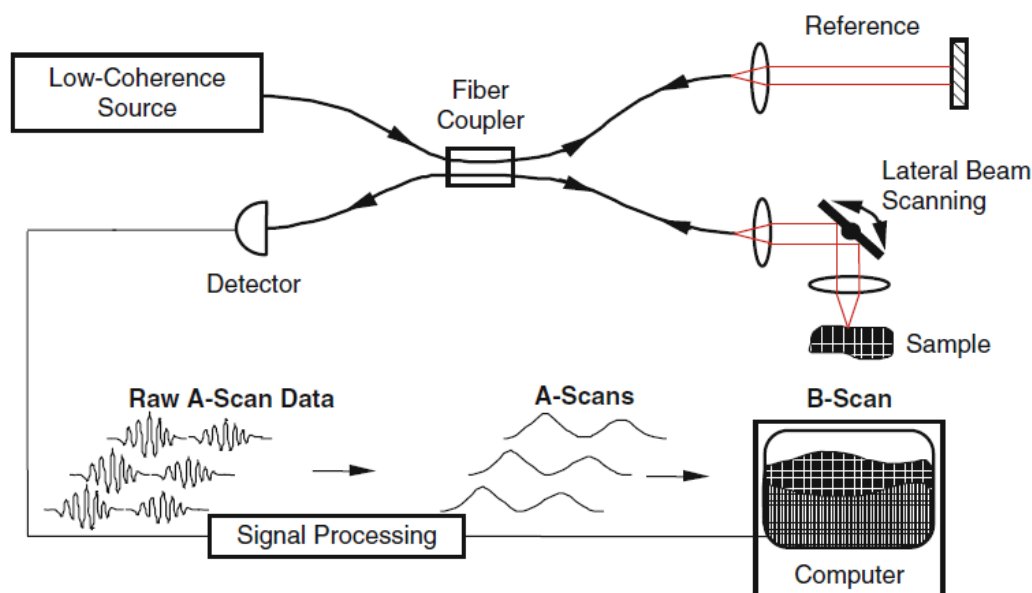 Reference
Low-Coherence
Source
Fiber
Coupler
Lateral Beam
Scanning
Detector
Sample
Raw A-Scan Data
A-Scans
B-Scan
Signal Processing
Computer